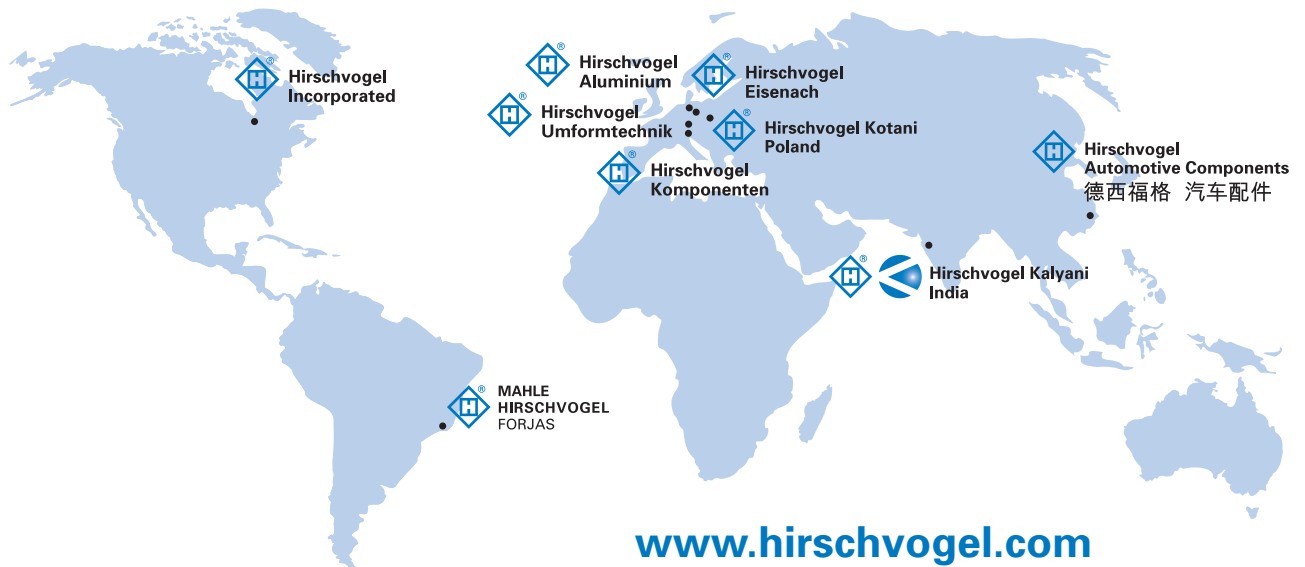 ®
Hirschvogel
Incorporated
®
Hirschvogel
Aluminium
®
Hirschvogel
Eisenach
®
Hirschvogel
Umformtechnik
®
Hirschvogel Kotani
Poland
®
Hirschvogel
Komponenten
®
Hirschvogel
Automotive Components
德西福格 汽车配件
®
Hirschvogel Kalyani
India
®
MAHLE
HIRSCHVOGEL
FORJAS
www.hirschvogel.com